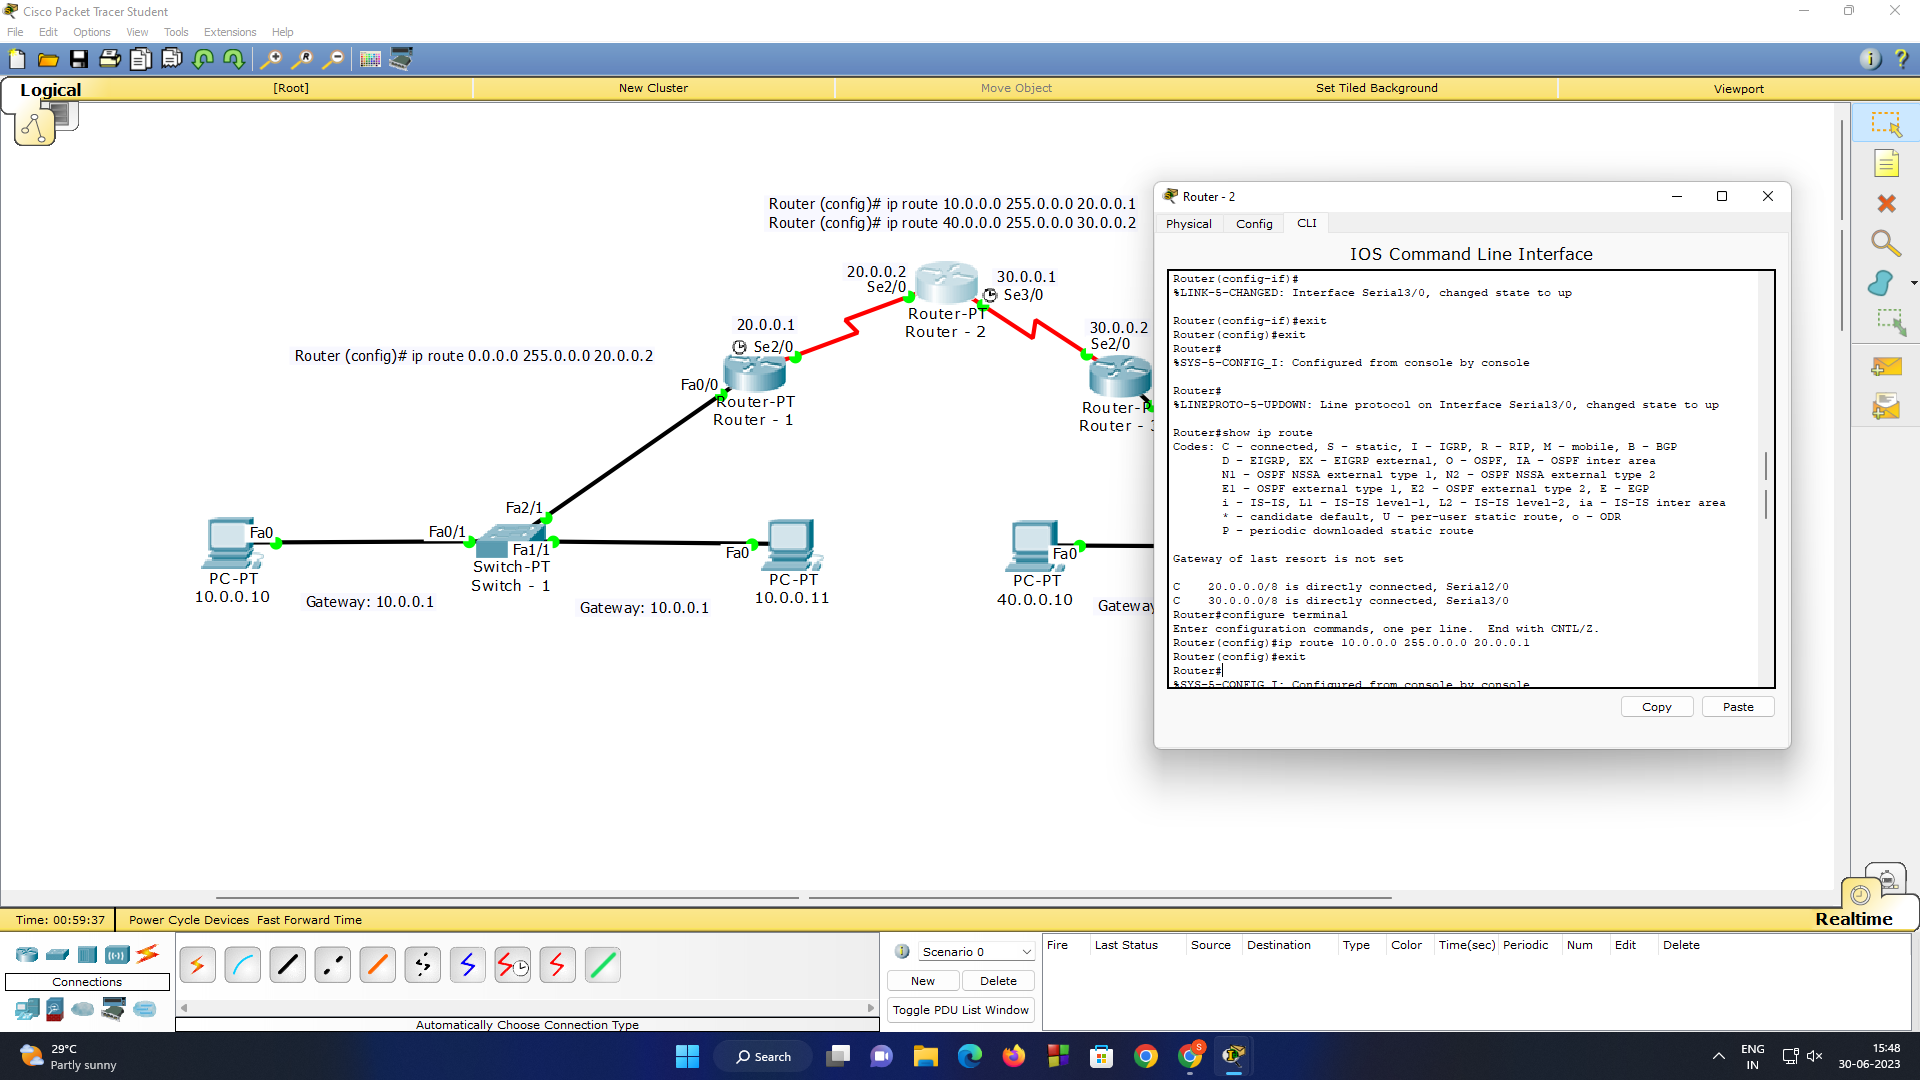 Cisco Packet Tracer Student
File Edit Options View Tools Extensions Help
Logical
[Root]
New Cluster
Move Object
Set Tiled Background
Viewport
Router (config)# ip route 10.0.0.0 255.0.0.0 20.0.0.1
Router (config)# ip route 40.0.0.0 255.0.0.0 30.0.0.2
20.0.0.2
Se2/0
30.0.0.1
Se3/0
Router-PT
Router - 2
20.0.0.1
Se2/0
30.0.0.2
Se2/0
Router (config)# ip route 0.0.0.0 255.0.0.0 20.0.0.2
Fa0/0
Router-PT
Router - 1
Router-P
Router -
Fa2/1
Fa0
Fa0/1
Fa1/1
Fa0
Fa0
Switch-PT
Switch - 1
PC-PT
10.0.0.10
Gateway: 10.0.0.1
Gateway: 10.0.0.1
PC-PT
10.0.0.11
PC-PT
40.0.0.10
Gateway
Router - 2
Physical Config CLI
IOS Command Line Interface
Router(config-if)#
%LINK-5-CHANGED: Interface Serial3/0, changed state to up
Router(config-if)#exit
Router(config)#exit
Router#
%SYS-5-CONFIG_I: Configured from console by console
Router#
%LINEPROTO-5-UPDOWN: Line protocol on Interface Serial3/0, changed state to up
Router#show ip route
Codes: C - connected, S - static, I - IGRP, R - RIP, M - mobile, B - BGP
D - EIGRP, EX - EIGRP external, O - OSPF, IA - OSPF inter area
N1 - OSPF NSSA external type 1, N2 - OSPF NSSA external type 2
E1 - OSPF external type 1, E2 - OSPF external type 2, E - EGP
i - IS-IS, L1 - IS-IS level-1, L2 - IS-IS level-2, ia - IS-IS inter area
* - candidate default, U - per-user static route, o - ODR
P - periodic downloaded static route
Gateway of last resort is not set
C 20.0.0.0/8 is directly connected, Serial2/0
C 30.0.0.0/8 is directly connected, Serial3/0
Router#configure terminal
Enter configuration commands, one per line. End with CNTL/Z.
Router(config)#ip route 10.0.0.0 255.0.0.0 20.0.0.1
Router(config)#exit
Router#
%SYS-5-CONFIG_I: Configured from console by console
Copy
Paste
Time: 00:59:37
Power Cycle Devices Fast Forward Time
Realtime
Connections
Automatically Choose Connection Type
Scenario 0
New
Delete
Toggle PDU List Window
Fire Last Status Source Destination Type Color Time(sec) Periodic Num Edit Delete
29°C
Partly sunny
Search
S
ENG
IN
15:48
30-06-2023